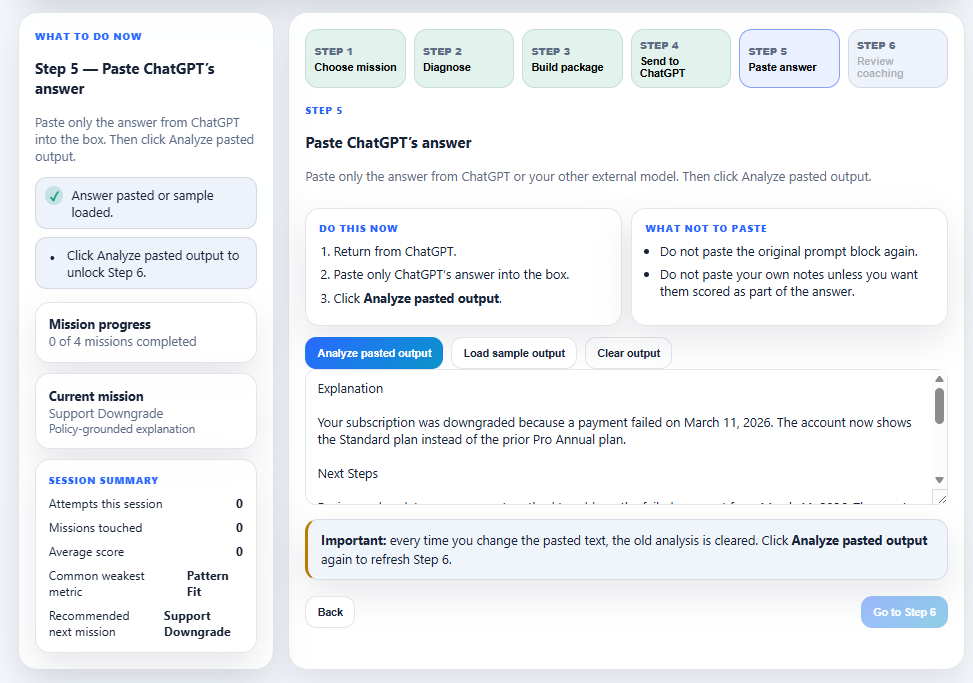 WHAT TO DO NOW
Step 5 — Paste ChatGPT’s
answer
Paste only the answer from ChatGPT
into the box. Then click Analyze pasted
output.
Answer pasted or sample
loaded.
• Click Analyze pasted output to
unlock Step 6.
Mission progress
0 of 4 missions completed
Current mission
Support Downgrade
Policy-grounded explanation
SESSION SUMMARY
Attempts this session 0
Missions touched 0
Average score 0
Common weakest metric Pattern Fit
Recommended next mission Support Downgrade
STEP 1
Choose mission
STEP 2
Diagnose
STEP 3
Build package
STEP 4
Send to
ChatGPT
STEP 5
Paste answer
STEP 6
Review
coaching
STEP 5
Paste ChatGPT’s answer
Paste only the answer from ChatGPT or your other external model. Then click Analyze pasted output.
DO THIS NOW
1. Return from ChatGPT.
2. Paste only ChatGPT’s answer into the box.
3. Click Analyze pasted output.
WHAT NOT TO PASTE
• Do not paste the original prompt block again.
• Do not paste your own notes unless you want
them scored as part of the answer.
Analyze pasted output
Load sample output
Clear output
Explanation
Your subscription was downgraded because a payment failed on March 11, 2026. The account now shows
the Standard plan instead of the prior Pro Annual plan.
Next Steps
Important: every time you change the pasted text, the old analysis is cleared. Click Analyze pasted output
again to refresh Step 6.
Back
Go to Step 6